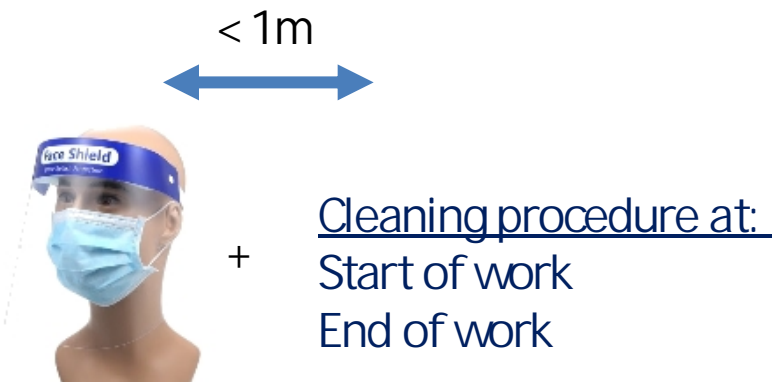 < 1m
Face Shield
+
Cleaning procedure at:
Start of work
End of work